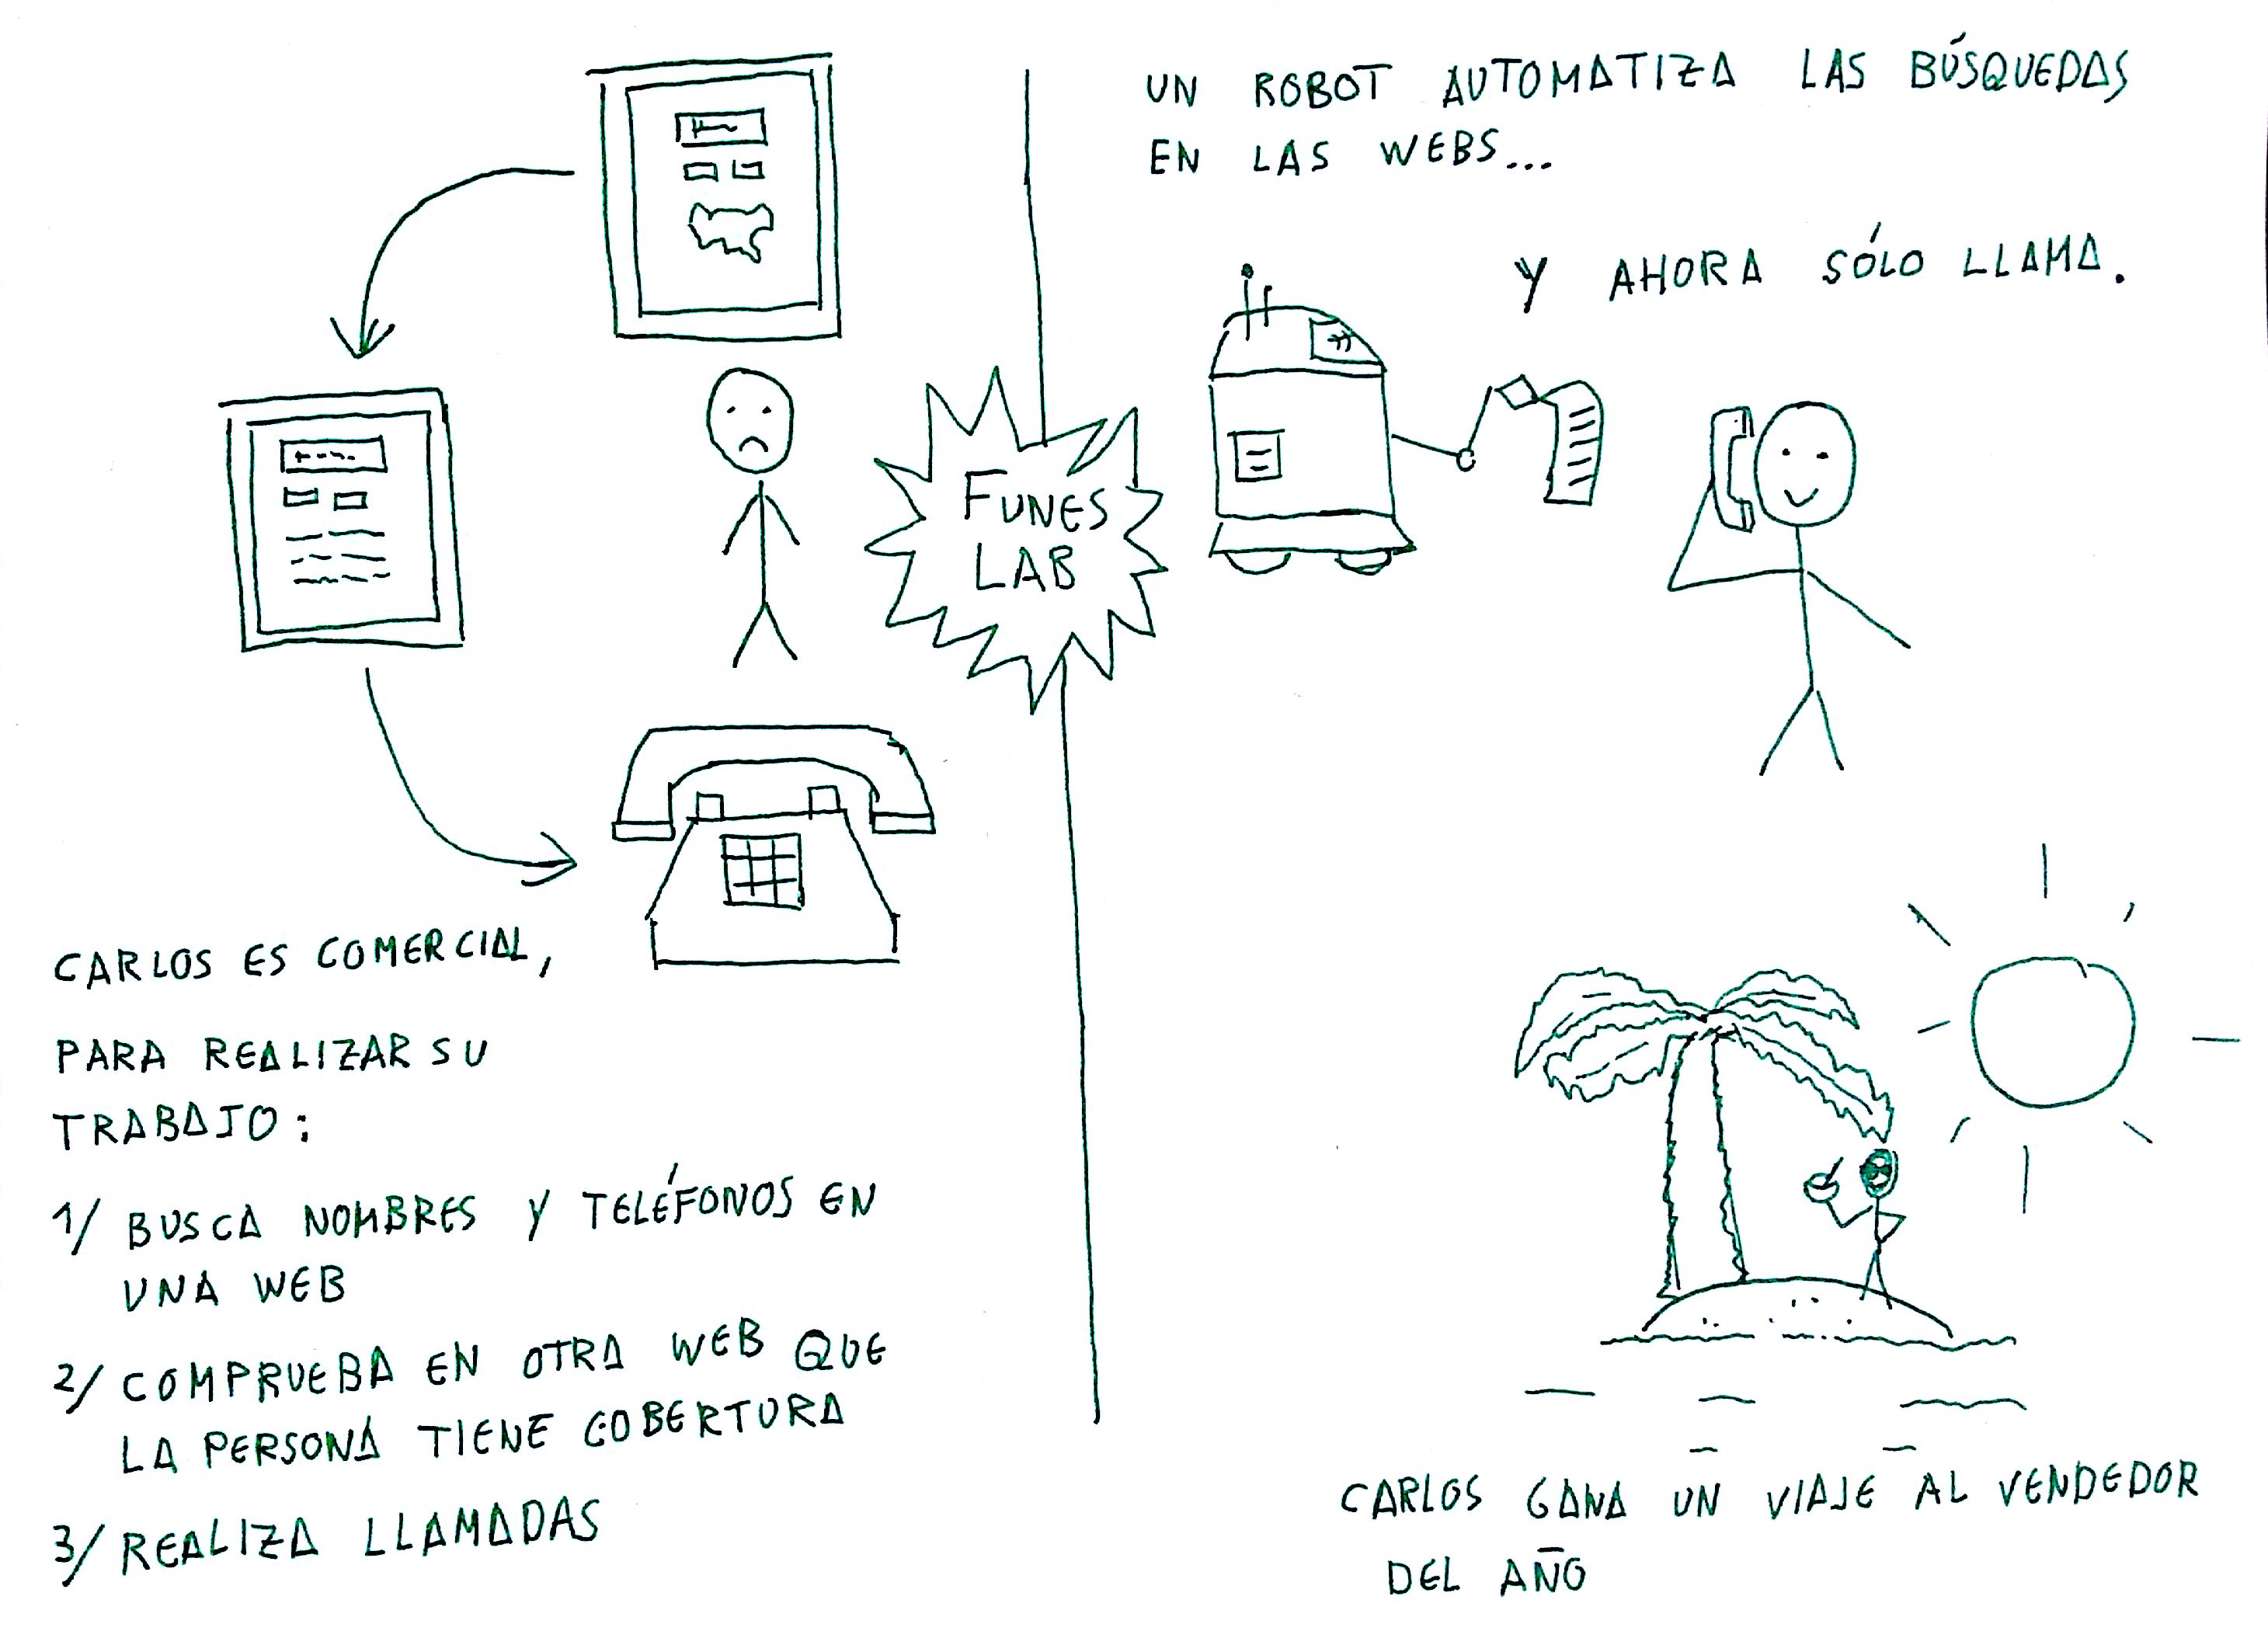 CARLOS ES COMERCIAL,
PARA REALIZAR SU
TRABAJO:
1/ BUSCA NOMBRES Y TELÉFONOS EN
UNA WEB
2/ COMPRUEBA EN OTRA WEB QUE
LA PERSONA TIENE COBERTURA
3/ REALIZA LLAMADAS
FUNES
LAB
UN ROBOT AUTOMATIZA LAS BÚSQUEDAS
EN LAS WEBS...
Y AHORA SÓLO LLAMA.
CARLOS GANA UN VIAJE AL VENDEDOR
DEL AÑO